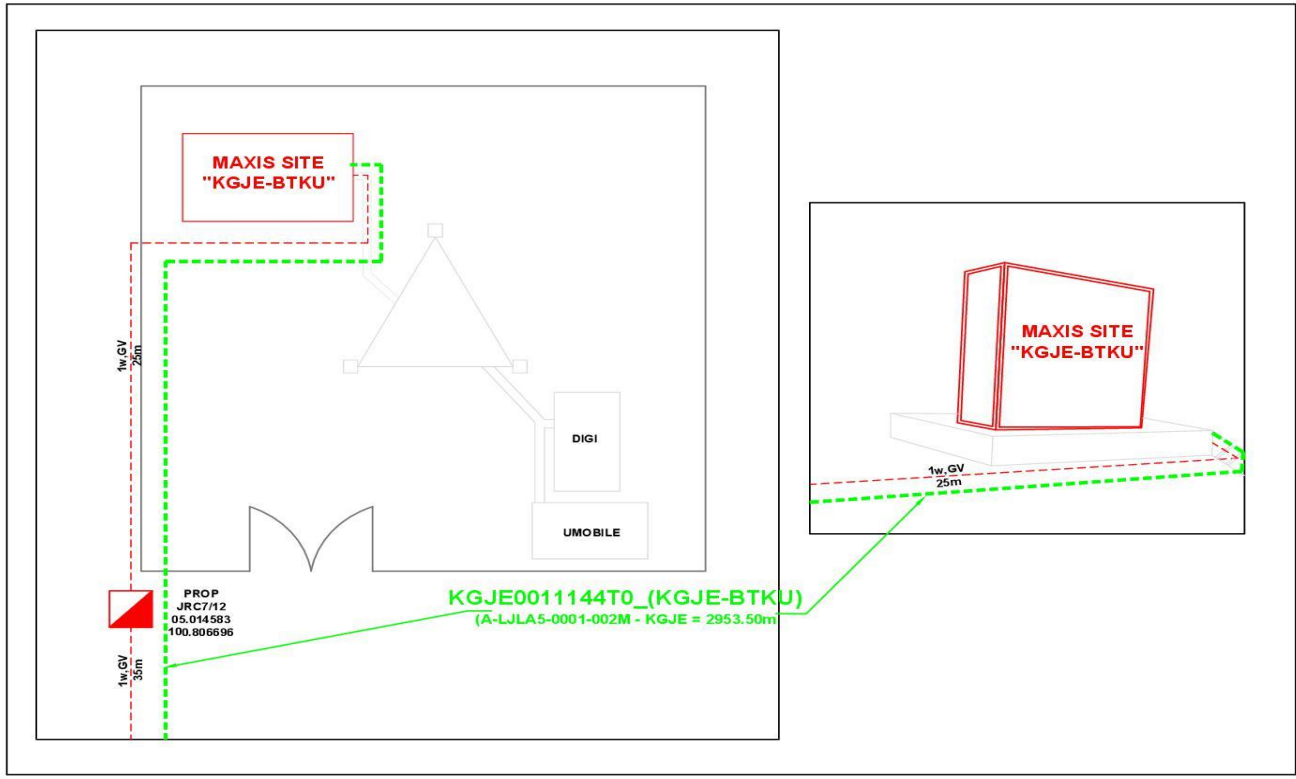 MAXIS SITE
"KGJE-BTKU"
1w,GV
25m
DIGI
UMOBILE
PROP
JRC7/12
05.014583
100.806696
1w,GV
35m
KGJE0011144T0_(KGJE-BTKU)
(A-LJLA5-0001-002M - KGJE = 2953.50m
MAXIS SITE
"KGJE-BTKU"
1w,GV
25m